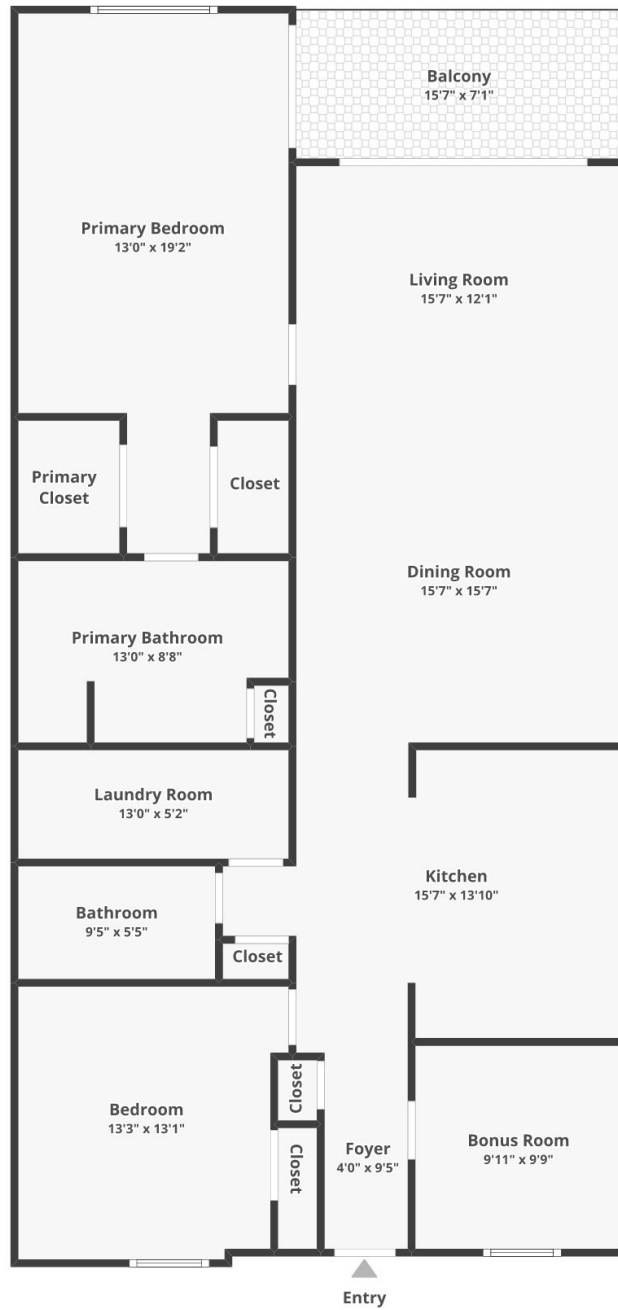 Balcony
15'7" x 7'1"
Primary Bedroom
13'0" x 19'2"
Living Room
15'7" x 12'1"
Primary
Closet
Closet
Dining Room
15'7" x 15'7"
Primary Bathroom
13'0" x 8'8"
Closet
Laundry Room
13'0" x 5'2"
Kitchen
15'7" x 13'10"
Bathroom
9'5" x 5'5"
Closet
Closet
Bedroom
13'3" x 13'1"
Closet
Foyer
4'0" x 9'5"
Bonus Room
9'11" x 9'9"
Entry